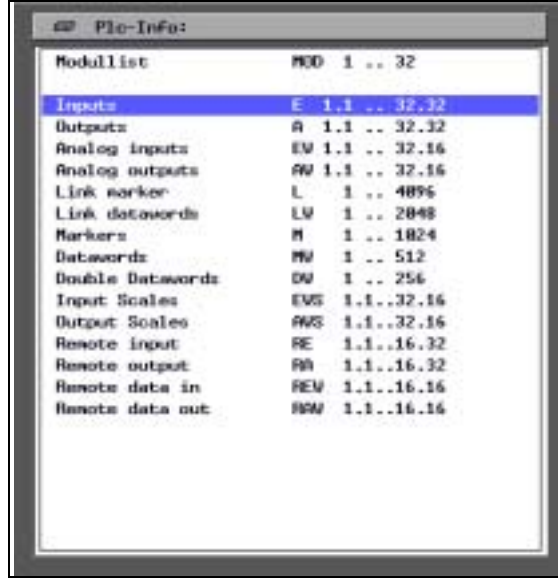 Plc-Info:
Modullist MOD 1 .. 32
Inputs E 1.1 .. 32.32
Outputs A 1.1 .. 32.32
Analog inputs EW 1.1 .. 32.16
Analog outputs AW 1.1 .. 32.16
Link marker L 1 .. 4096
Link datawords LW 1 .. 2048
Markers M 1 .. 1024
Datawords MW 1 .. 512
Double Datawords DW 1 .. 256
Input Scales EWS 1.1..32.16
Output Scales AWS 1.1..32.16
Remote input RE 1.1..16.32
Remote output RA 1.1..16.32
Remote data in REW 1.1..16.16
Remote data out RAW 1.1..16.16